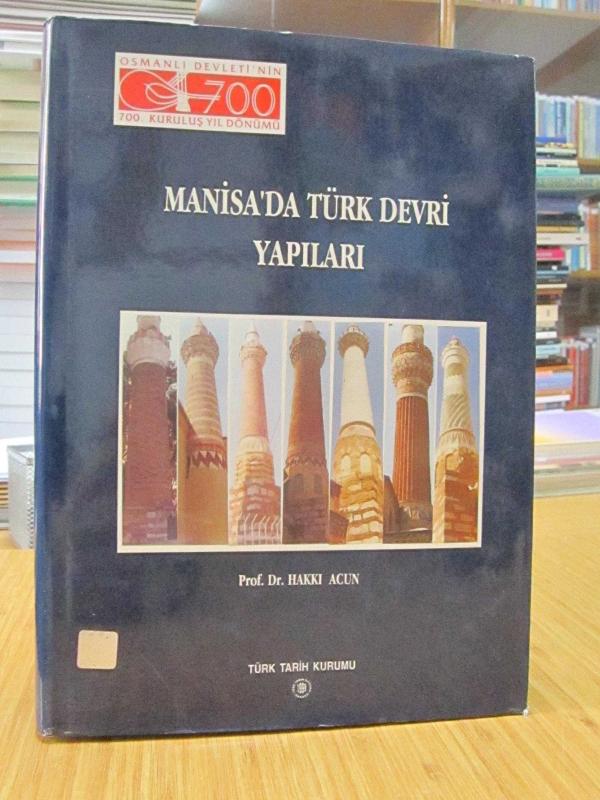 OSMANLI DEVLETİ'NİN
700
700. KURULUŞ YIL DÖNÜMÜ
MANİSA'DA TÜRK DEVRİ
YAPILARI
Prof. Dr. HAKKI ACUN
TÜRK TARİH KURUMU